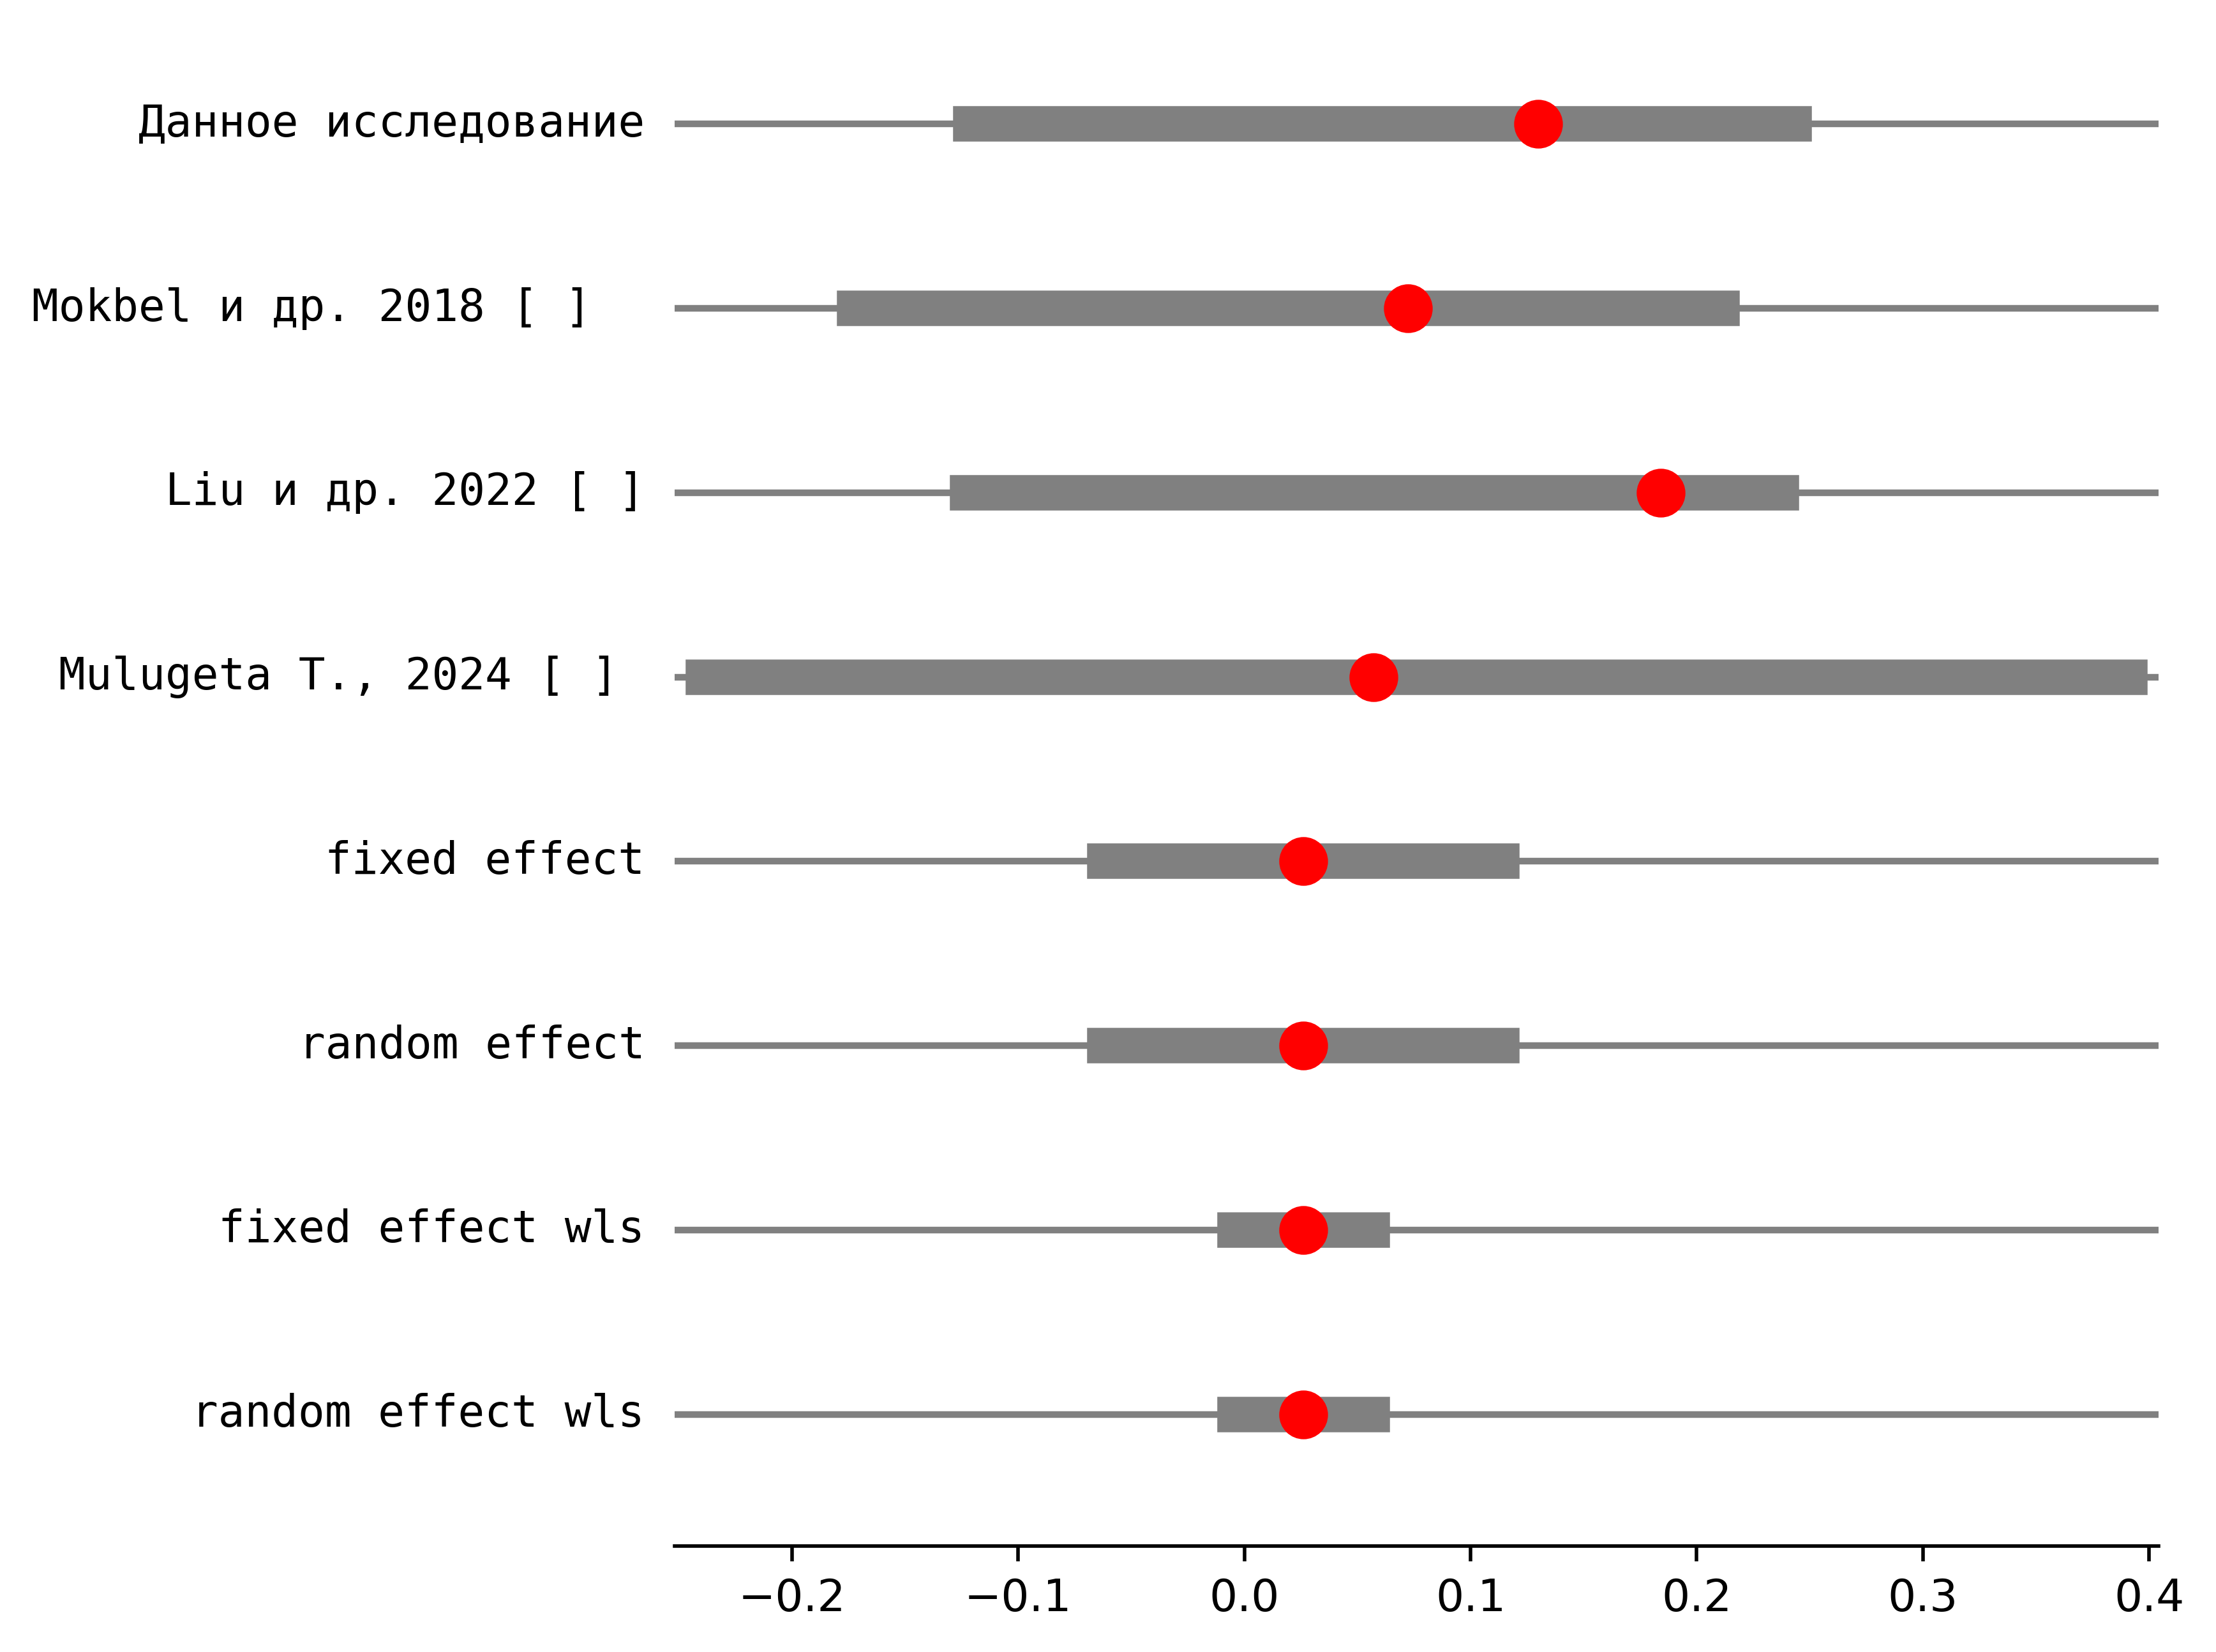 Данное исследование
Mokbel и др. 2018 [ ]
Liu и др. 2022 [ ]
Mulugeta T., 2024 [ ]
fixed effect
random effect
fixed effect wls
random effect wls
−0.2 −0.1 0.0 0.1 0.2 0.3 0.4